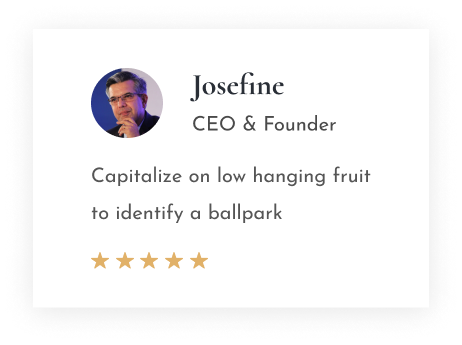 Josefine
CEO & Founder
Capitalize on low hanging fruit
to identify a ballpark